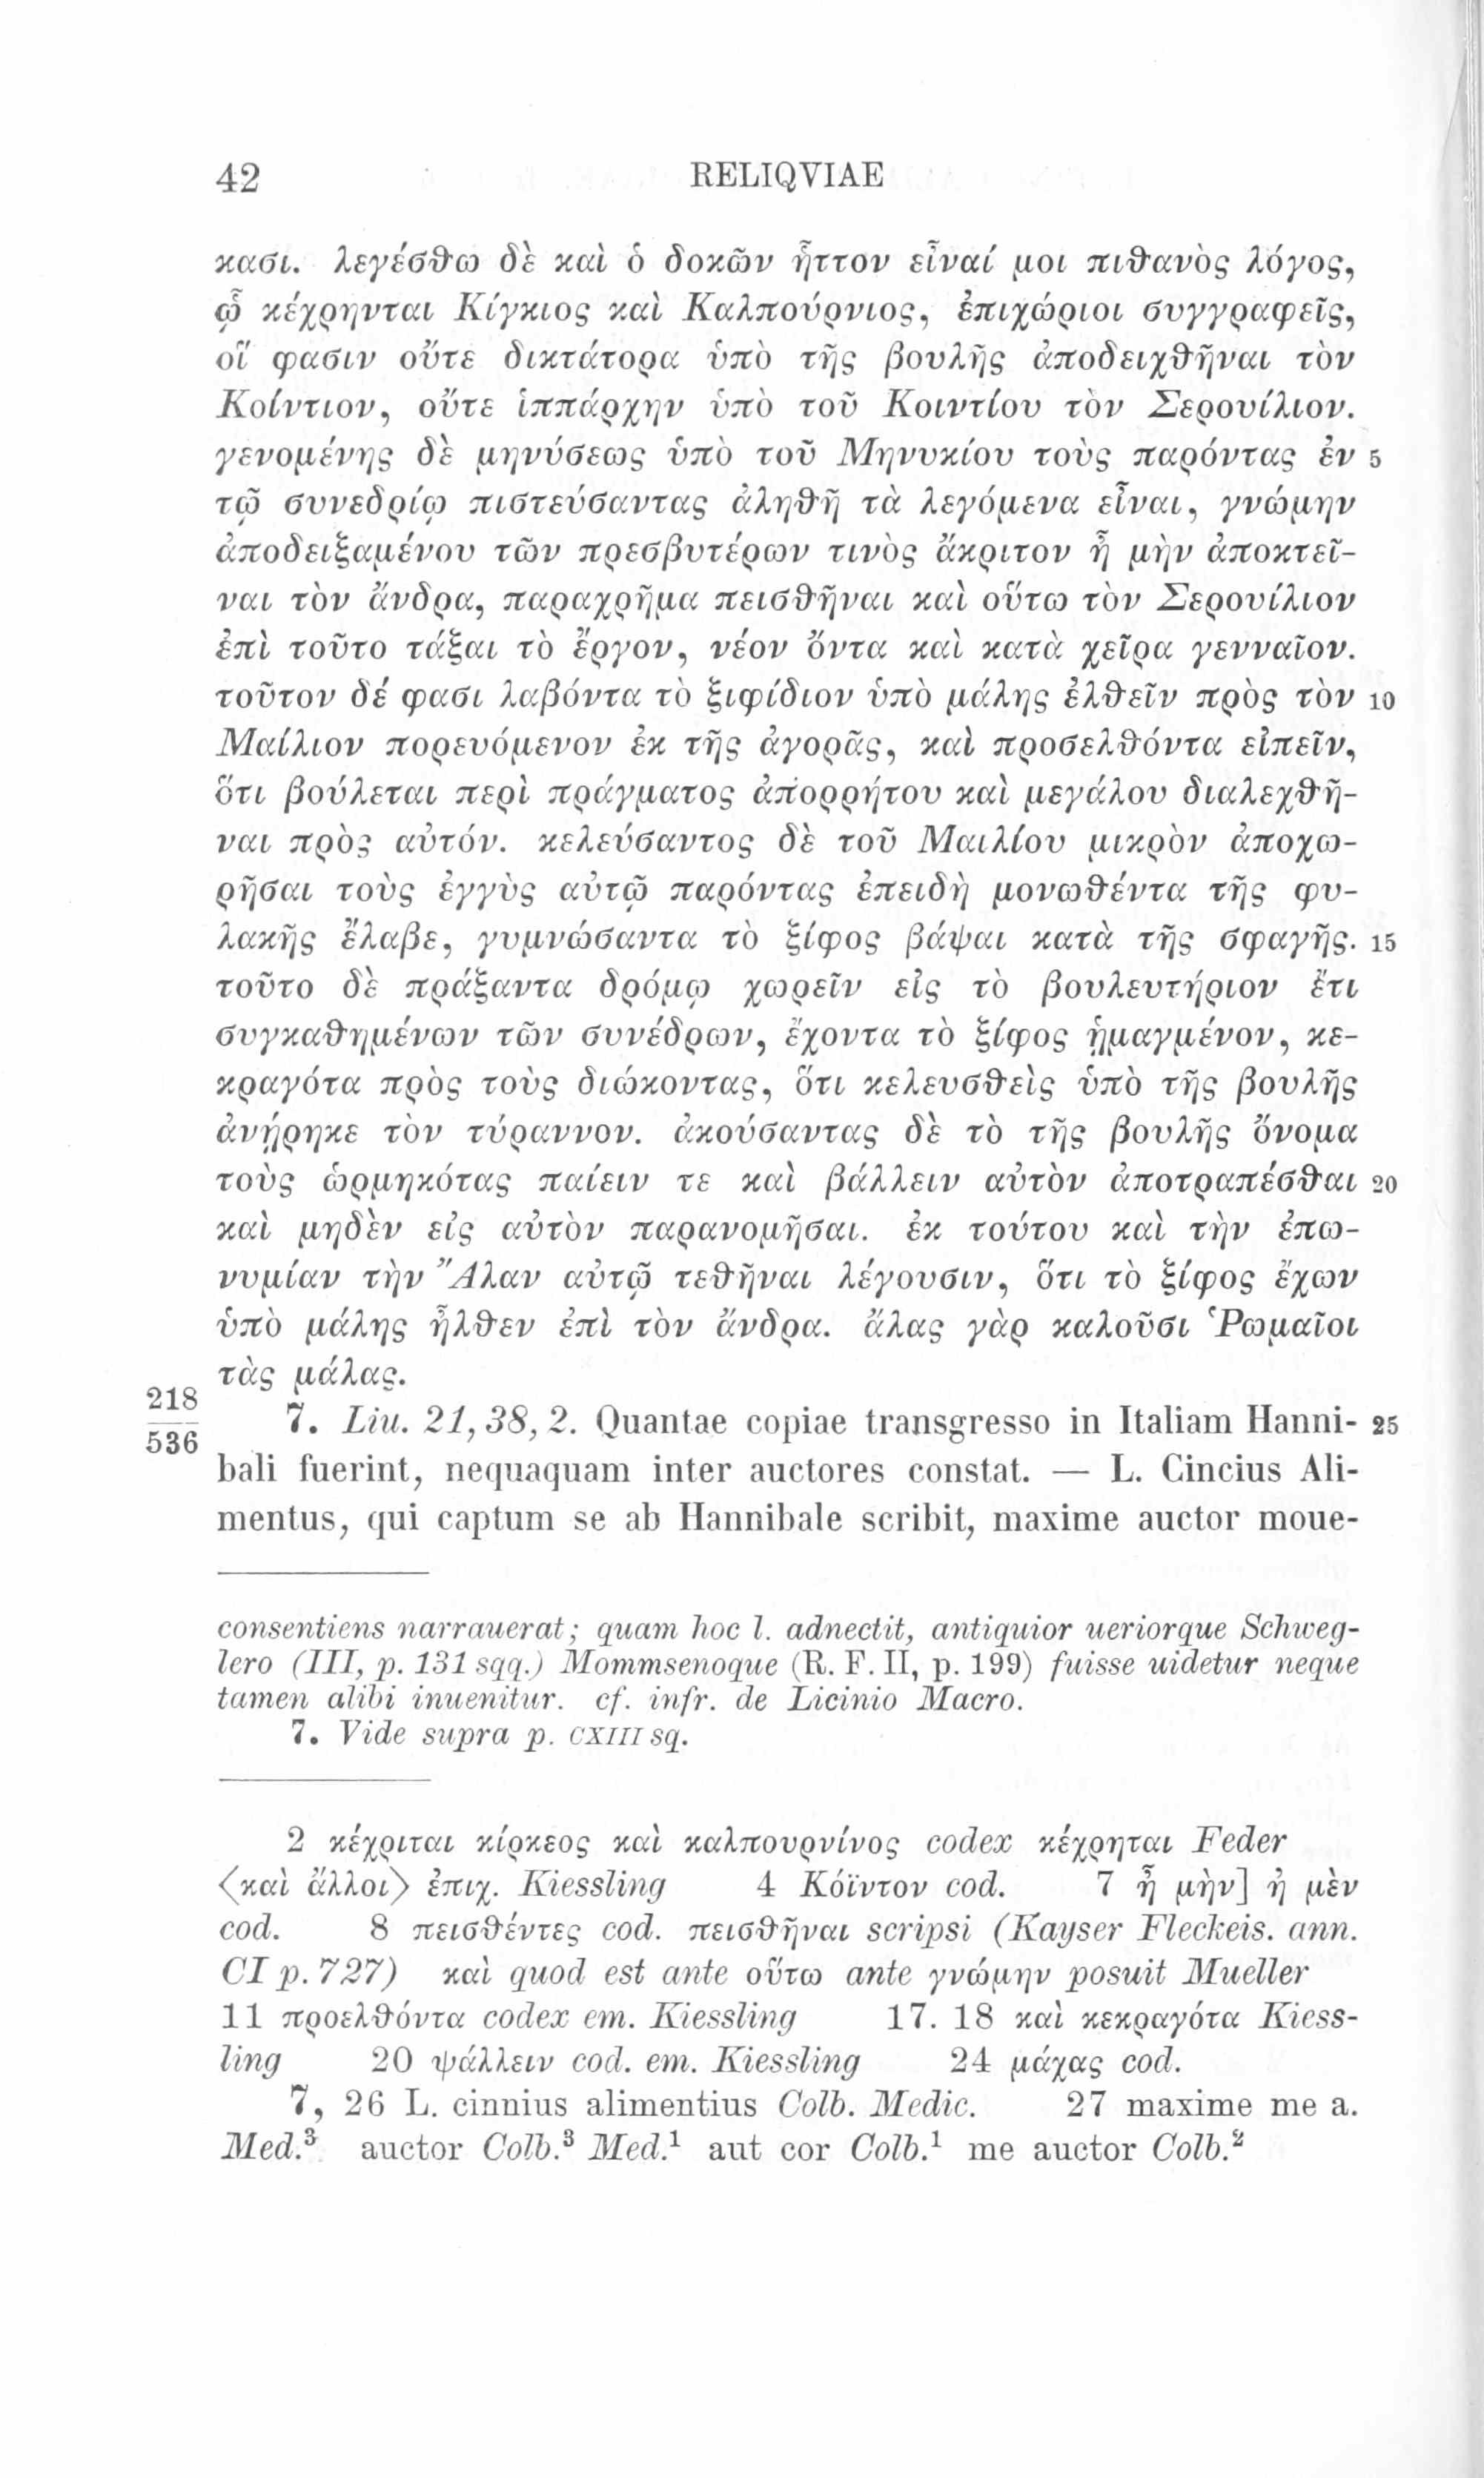 42 RELIQVIAE
κασι. λεγέσθω δὲ καὶ ὁ δοκῶν ἧττον εἶναί μοι πιθανὸς λόγος,
ᾧ κέχρηνται Κίγκιος καὶ Καλπούρνιος, ἐπιχώριοι συγγραφεῖς,
οἵ φασιν οὔτε δικτάτορα ὑπὸ τῆς βουλῆς ἀποδειχθῆναι τὸν
Κοίντιον, οὔτε ἱππάρχην ὑπὸ τοῦ Κοιντίου τὸν Σερουίλιον.
γενομένης δὲ μηνύσεως ὑπὸ τοῦ Μηνυκίου τοὺς παρόντας ἐν 5
τῷ συνεδρίῳ πιστεύσαντας ἀληθῆ τὰ λεγόμενα εἶναι, γνώμην
ἀποδειξαμένου τῶν πρεσβυτέρων τινὸς ἄκριτον ἦ μὴν ἀποκτεῖ-
ναι τὸν ἄνδρα, παραχρῆμα πεισθῆναι καὶ οὕτω τὸν Σερουίλιον
ἐπὶ τοῦτο τάξαι τὸ ἔργον, νέον ὄντα καὶ κατὰ χεῖρα γενναῖον.
τοῦτον δέ φασι λαβόντα τὸ ξιφίδιον ὑπὸ μάλης ἐλθεῖν πρὸς τὸν 10
Μαίλιον πορευόμενον ἐκ τῆς ἀγορᾶς, καὶ προσελθόντα εἰπεῖν,
ὅτι βούλεται περὶ πράγματος ἀπορρήτου καὶ μεγάλου διαλεχθῆ-
ναι πρὸς αὐτόν. κελεύσαντος δὲ τοῦ Μαιλίου μικρὸν ἀποχω-
ρῆσαι τοὺς ἐγγὺς αὐτῷ παρόντας ἐπειδὴ μονωθέντα τῆς φυ-
λακῆς ἔλαβε, γυμνώσαντα τὸ ξίφος βάψαι κατὰ τῆς σφαγῆς. 15
τοῦτο δὲ πράξαντα δρόμῳ χωρεῖν εἰς τὸ βουλευτήριον ἔτι
συγκαθημένων τῶν συνέδρων, ἔχοντα τὸ ξίφος ᾑμαγμένον, κε-
κραγότα πρὸς τοὺς διώκοντας, ὅτι κελευσθεὶς ὑπὸ τῆς βουλῆς
ἀνῄρηκε τὸν τύραννον. ἀκούσαντας δὲ τὸ τῆς βουλῆς ὄνομα
τοὺς ὡρμηκότας παίειν τε καὶ βάλλειν αὐτὸν ἀποτραπέσθαι 20
καὶ μηδὲν εἰς αὐτὸν παρανομῆσαι. ἐκ τούτου καὶ τὴν ἐπω-
νυμίαν τὴν Ἄλαν αὐτῷ τεθῆναι λέγουσιν, ὅτι τὸ ξίφος ἔχων
ὑπὸ μάλης ἦλθεν ἐπὶ τὸν ἄνδρα. ἄλας γὰρ καλοῦσι Ῥωμαῖοι
τὰς μάλας.
218
536
7. Liu. 21, 38, 2. Quantae copiae transgresso in Italiam Hanni- 25
bali fuerint, nequaquam inter auctores constat. — L. Cincius Ali-
mentus, qui captum se ab Hannibale scribit, maxime auctor moue-
consentiens narrauerat; quam hoc l. adnectit, antiquior ueriorque Schweg-
lero (III, p. 131 sqq.) Mommsenoque (R. F. II, p. 199) fuisse uidetur neque
tamen alibi inuenitur. cf. infr. de Licinio Macro.
7. Vide supra p. CXIII sq.
2 κέχριται κίρκεος καὶ καλπουρνίνος codex κέχρηται Feder
⟨καὶ ἄλλοι⟩ ἐπιχ. Kiessling 4 Κόϊντον cod. 7 ἦ μὴν] ἡ μὲν
cod. 8 πεισθέντες cod. πεισθῆναι scripsi (Kayser Fleckeis. ann.
CI p. 727) καὶ quod est ante οὕτω ante γνώμην posuit Mueller
11 προελθόντα codex em. Kiessling 17. 18 καὶ κεκραγότα Kiess-
ling 20 ψάλλειν cod. em. Kiessling 24 μάχας cod.
7, 26 L. cinnius alimentius Colb. Medic. 27 maxime me a.
Med.³ auctor Colb.³ Med.¹ aut cor Colb.¹ me auctor Colb.²